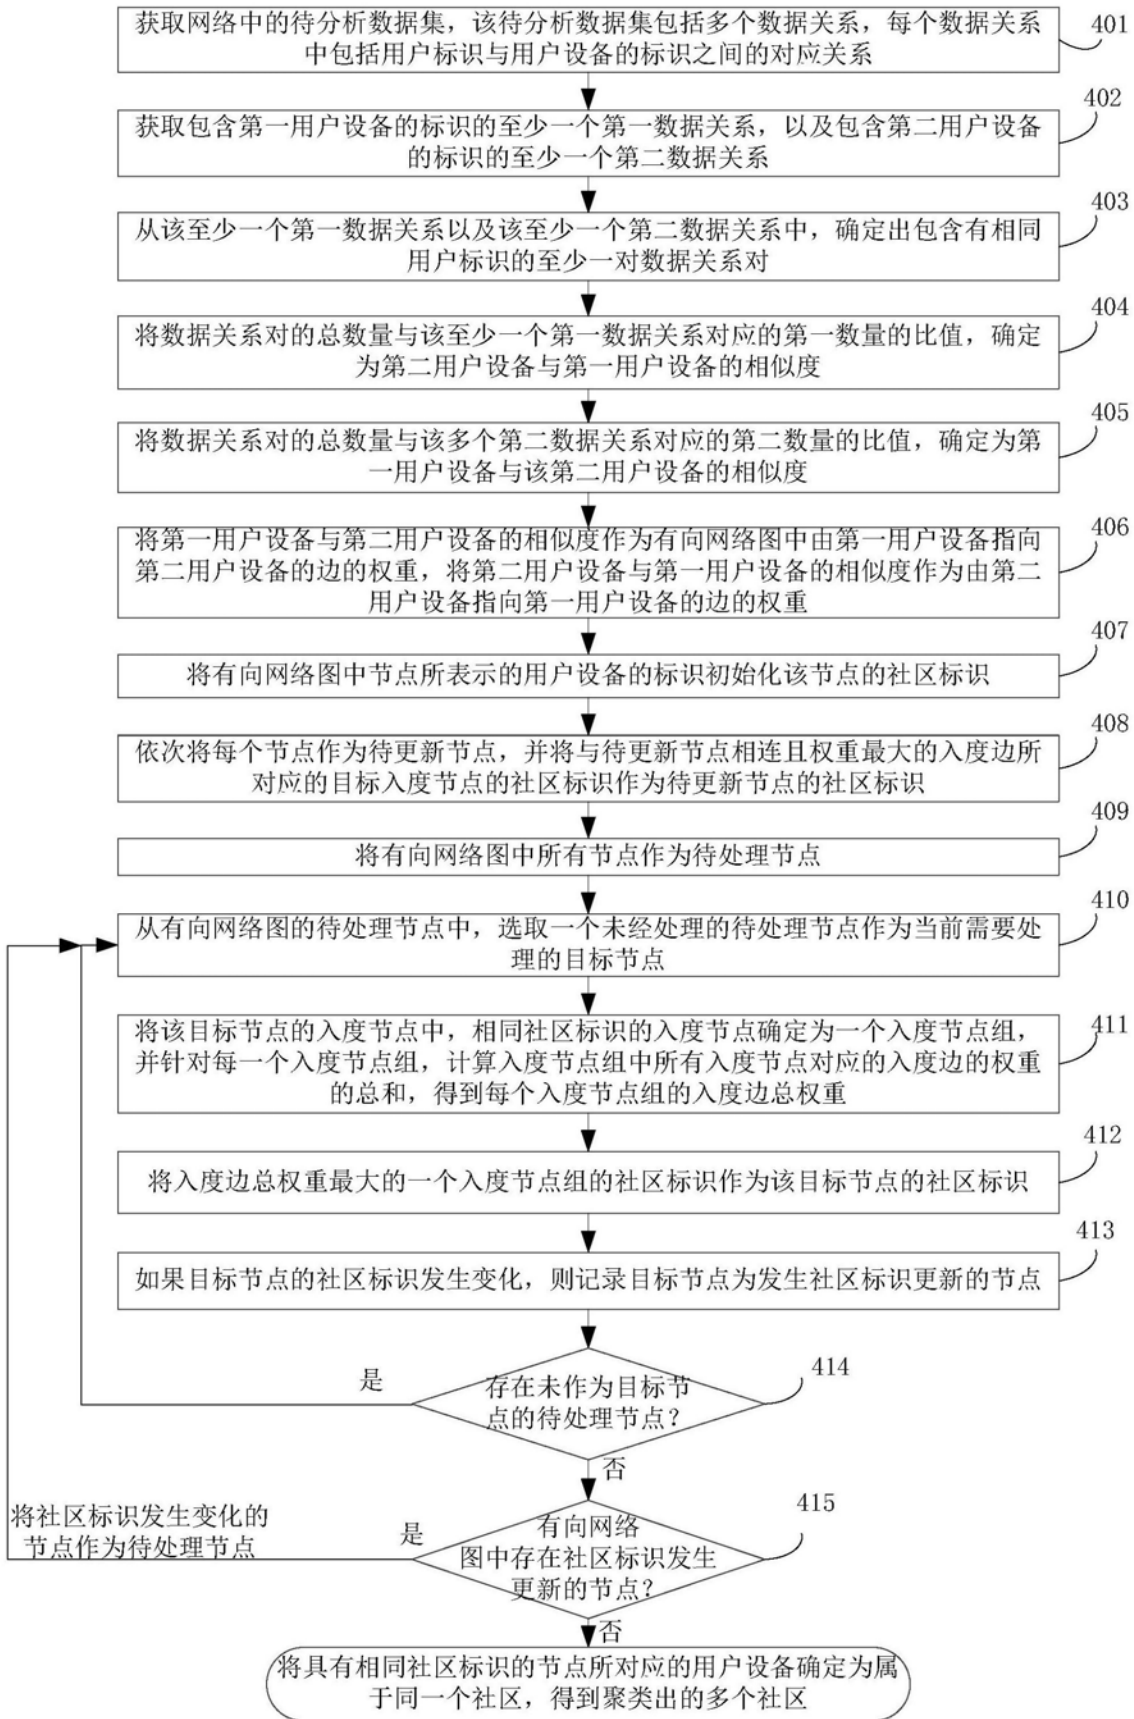 获取网络中的待分析数据集，该待分析数据集包括多个数据关系，每个数据关系
中包括用户标识与用户设备的标识之间的对应关系
401
402
获取包含第一用户设备的标识的至少一个第一数据关系，以及包含第二用户设备
的标识的至少一个第二数据关系
403
从该至少一个第一数据关系以及该至少一个第二数据关系中，确定出包含有相同
用户标识的至少一对数据关系对
404
将数据关系对的总数量与该至少一个第一数据关系对应的第一数量的比值，确定
为第二用户设备与第一用户设备的相似度
405
将数据关系对的总数量与该多个第二数据关系对应的第二数量的比值，确定为第
一用户设备与该第二用户设备的相似度
406
将第一用户设备与第二用户设备的相似度作为有向网络图中由第一用户设备指向
第二用户设备的边的权重，将第二用户设备与第一用户设备的相似度作为由第二
用户设备指向第一用户设备的边的权重
407
将有向网络图中节点所表示的用户设备的标识初始化该节点的社区标识
408
依次将每个节点作为待更新节点，并将与待更新节点相连且权重最大的入度边所
对应的目标入度节点的社区标识作为待更新节点的社区标识
409
将有向网络图中所有节点作为待处理节点
410
从有向网络图的待处理节点中，选取一个未经处理的待处理节点作为当前需要处
理的目标节点
411
将该目标节点的入度节点中，相同社区标识的入度节点确定为一个入度节点组，
并针对每一个入度节点组，计算入度节点组中所有入度节点对应的入度边的权重
的总和，得到每个入度节点组的入度边总权重
412
将入度边总权重最大的一个入度节点组的社区标识作为该目标节点的社区标识
413
如果目标节点的社区标识发生变化，则记录目标节点为发生社区标识更新的节点
414
是
存在未作为目标节
点的待处理节点？
否
415
将社区标识发生变化的
节点作为待处理节点
是
有向网络
图中存在社区标识发生
更新的节点？
否
将具有相同社区标识的节点所对应的用户设备确定为属
于同一个社区，得到聚类出的多个社区